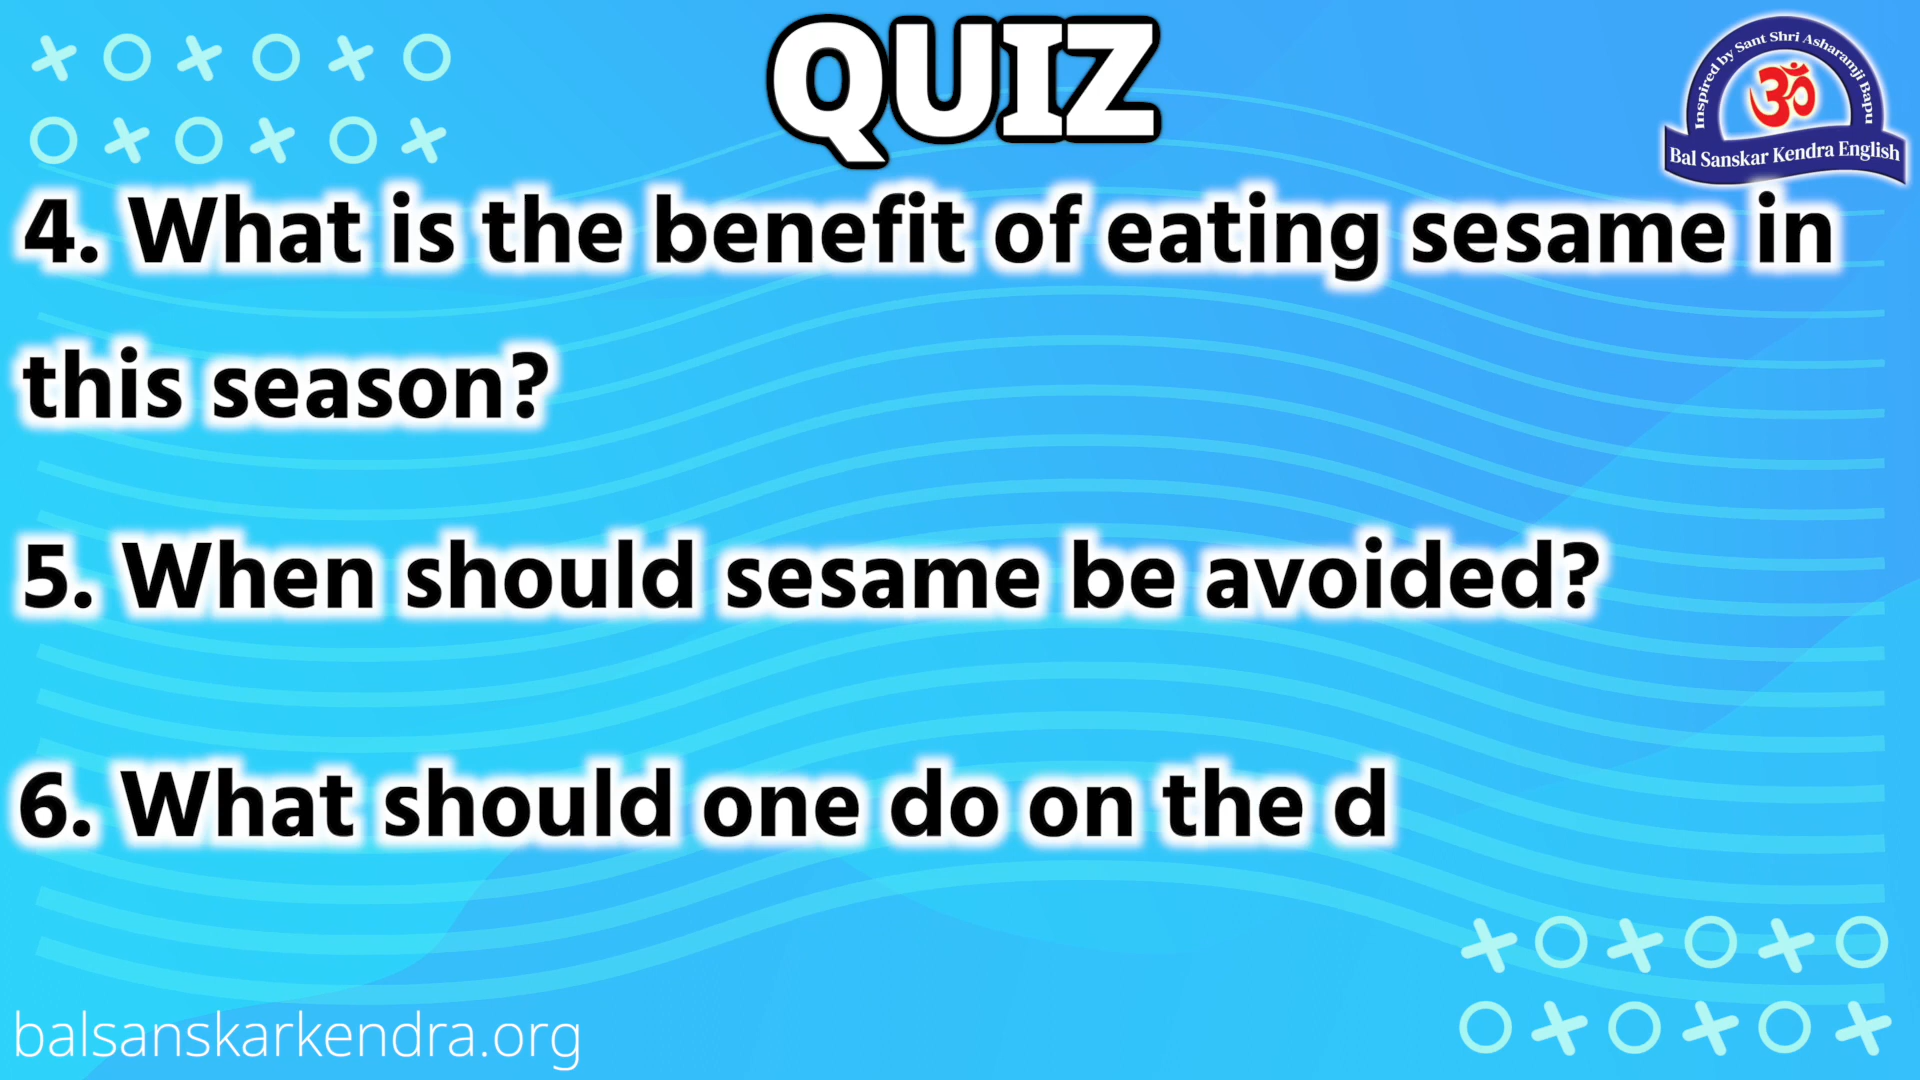 QUIZ
Inspired by Sant Shri Asharamji Bapu
ॐ
Bal Sanskar Kendra English
4. What is the benefit of eating sesame in
this season?
5. When should sesame be avoided?
6. What should one do on the d
balsanskarkendra.org